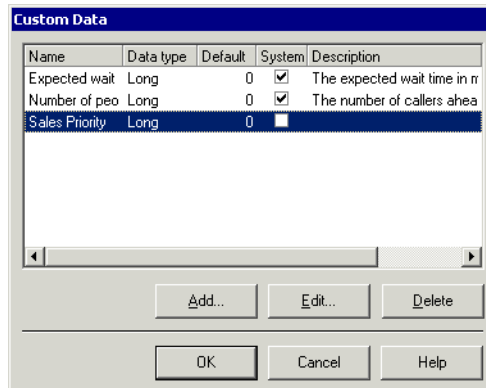 Custom Data
Name Data type Default System Description
Expected wait Long 0 The expected wait time in m
Number of peo Long 0 The number of callers ahea
Sales Priority Long 0
Add... Edit... Delete
OK Cancel Help